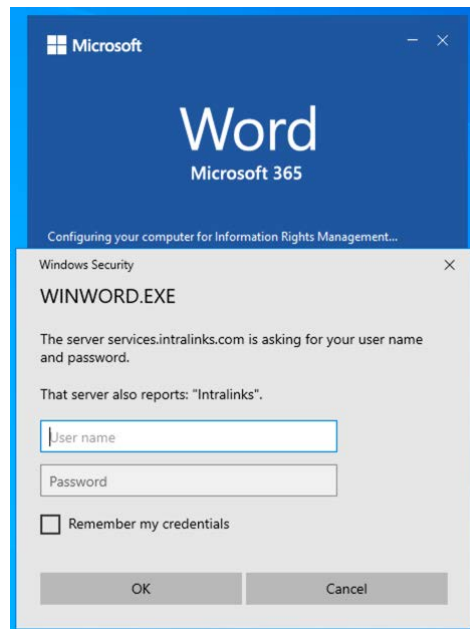 Microsoft
Word
Microsoft 365
Configuring your computer for Information Rights Management...
Windows Security
WINWORD.EXE
The server services.intralinks.com is asking for your user name
and password.
That server also reports: "Intralinks".
User name
Password
Remember my credentials
OK
Cancel